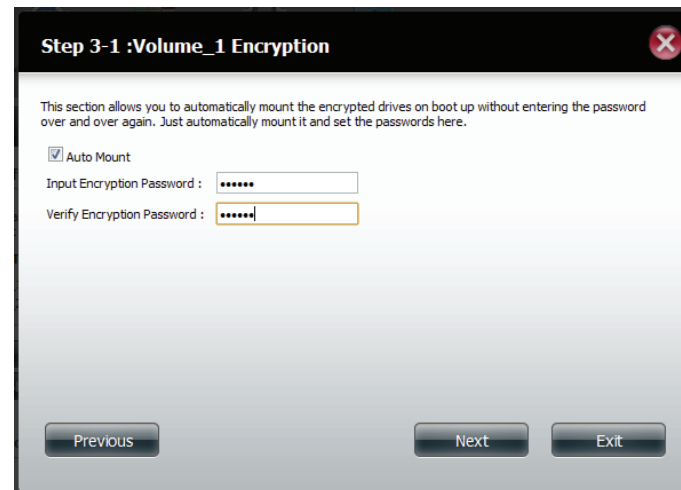 Step 3-1 :Volume_1 Encryption
This section allows you to automatically mount the encrypted drives on boot up without entering the password
over and over again. Just automatically mount it and set the passwords here.
Auto Mount
Input Encryption Password : ••••••
Verify Encryption Password : ••••••
Previous Next Exit